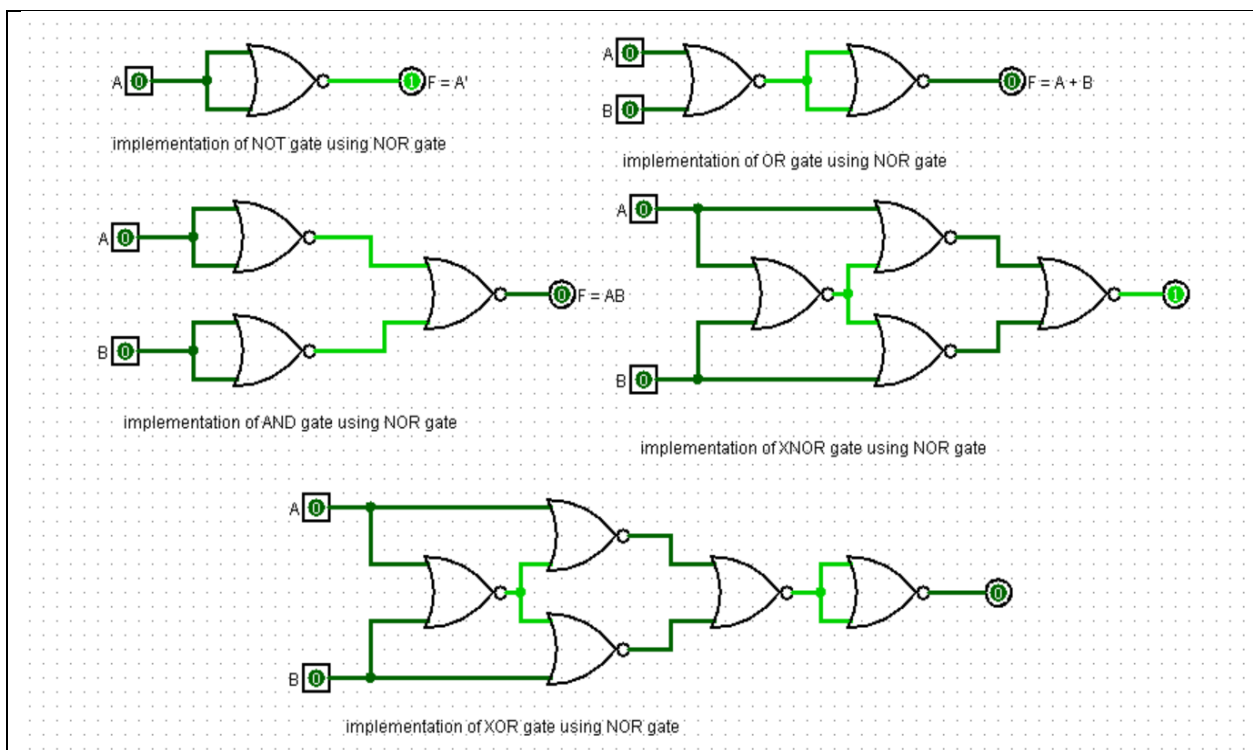 A 0 1 F = A'
implementation of NOT gate using NOR gate
A 0
B 0
0 F = A + B
implementation of OR gate using NOR gate
A 0
B 0
0 F = AB
implementation of AND gate using NOR gate
A 0
B 0
1
implementation of XNOR gate using NOR gate
A 0
B 0
0
implementation of XOR gate using NOR gate